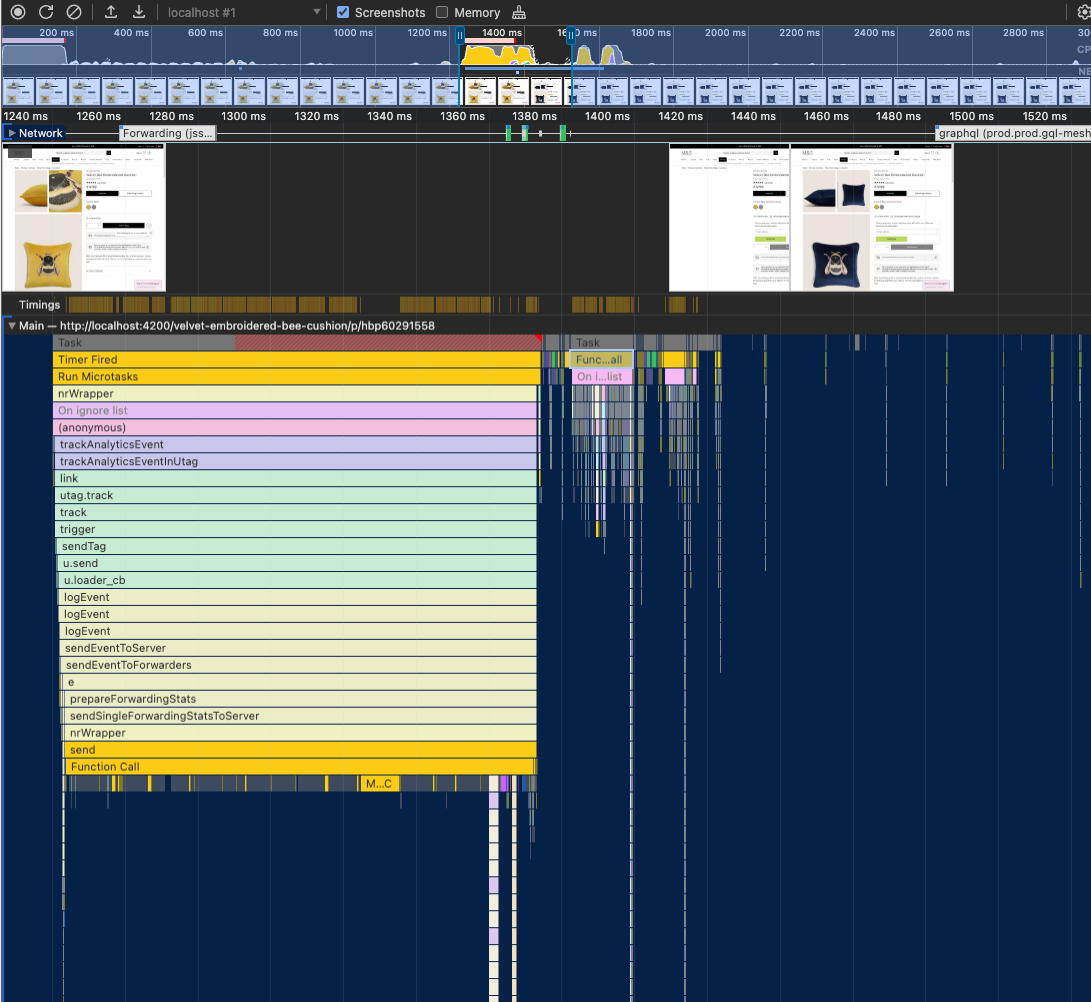 localhost #1 Screenshots Memory
200 ms 400 ms 600 ms 800 ms 1000 ms 1200 ms 1400 ms 1800 ms 2000 ms 2200 ms 2400 ms 2600 ms 2800 ms
CP
NE
1240 ms 1260 ms 1280 ms 1300 ms 1320 ms 1340 ms 1360 ms 1380 ms 1400 ms 1420 ms 1440 ms 1460 ms 1480 ms 1500 ms 1520 ms
Network Forwarding (jss... graphql (prod.prod.gql-mesh
M&S M&S M&S
Timings
Main — http://localhost:4200/velvet-embroidered-bee-cushion/p/hbp60291558
Task Task
Timer Fired Func...all
Run Microtasks On i...list
nrWrapper
On ignore list
(anonymous)
trackAnalyticsEvent
trackAnalyticsEventInUtag
link
utag.track
track
trigger
sendTag
u.send
u.loader_cb
logEvent
logEvent
logEvent
sendEventToServer
sendEventToForwarders
e
prepareForwardingStats
sendSingleForwardingStatsToServer
nrWrapper
send
Function Call
M...C